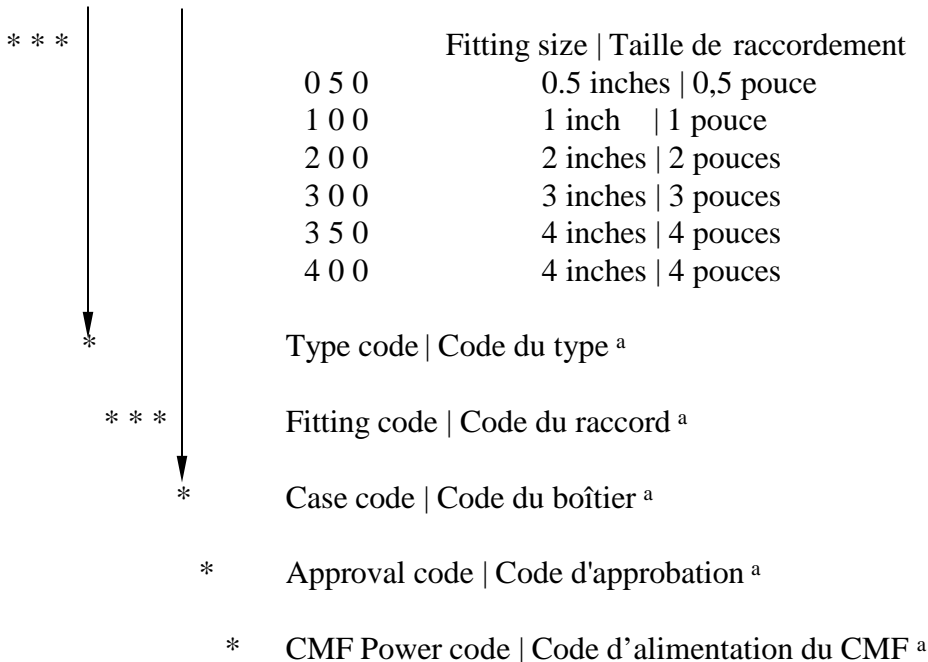 * * * Fitting size | Taille de raccordement
0 5 0 0.5 inches | 0,5 pouce
1 0 0 1 inch | 1 pouce
2 0 0 2 inches | 2 pouces
3 0 0 3 inches | 3 pouces
3 5 0 4 inches | 4 pouces
4 0 0 4 inches | 4 pouces
* Type code | Code du type ᵃ
* * * Fitting code | Code du raccord ᵃ
* Case code | Code du boîtier ᵃ
* Approval code | Code d'approbation ᵃ
* CMF Power code | Code d’alimentation du CMF ᵃ